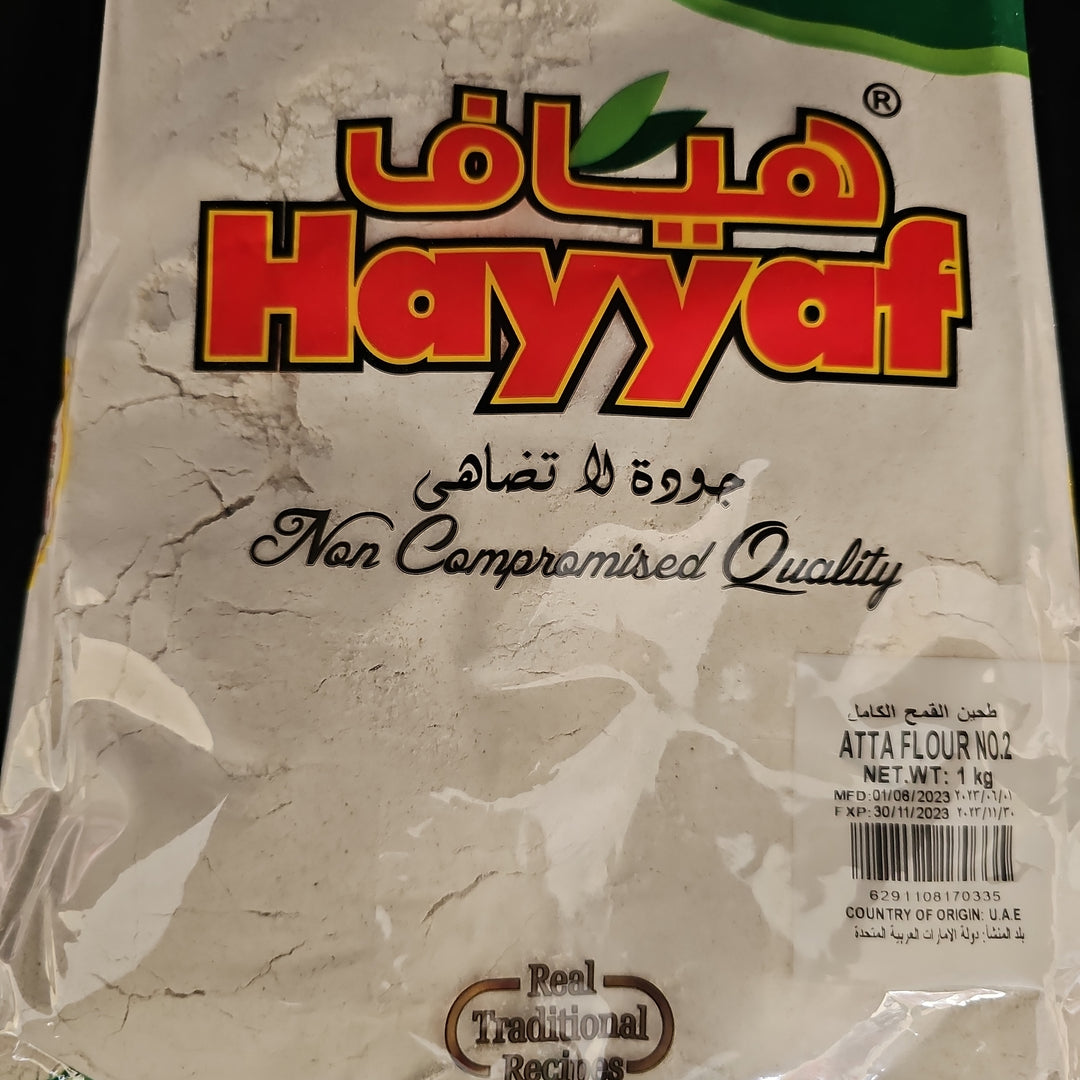 ®
هياف
Hayyaf
جودة لا تضاهى
Non Compromised Quality
طحين القمح الكامل
ATTA FLOUR NO.2
NET.WT: 1 kg
MFD:01/06/2023 ٢٠٢٣/٠٦/٠١
EXP:30/11/2023 ٢٠٢٣/١١/٣٠
6291108170335
COUNTRY OF ORIGIN: U.A.E
بلد المنشأ: دولة الإمارات العربية المتحدة
Real
Traditional
Recipes